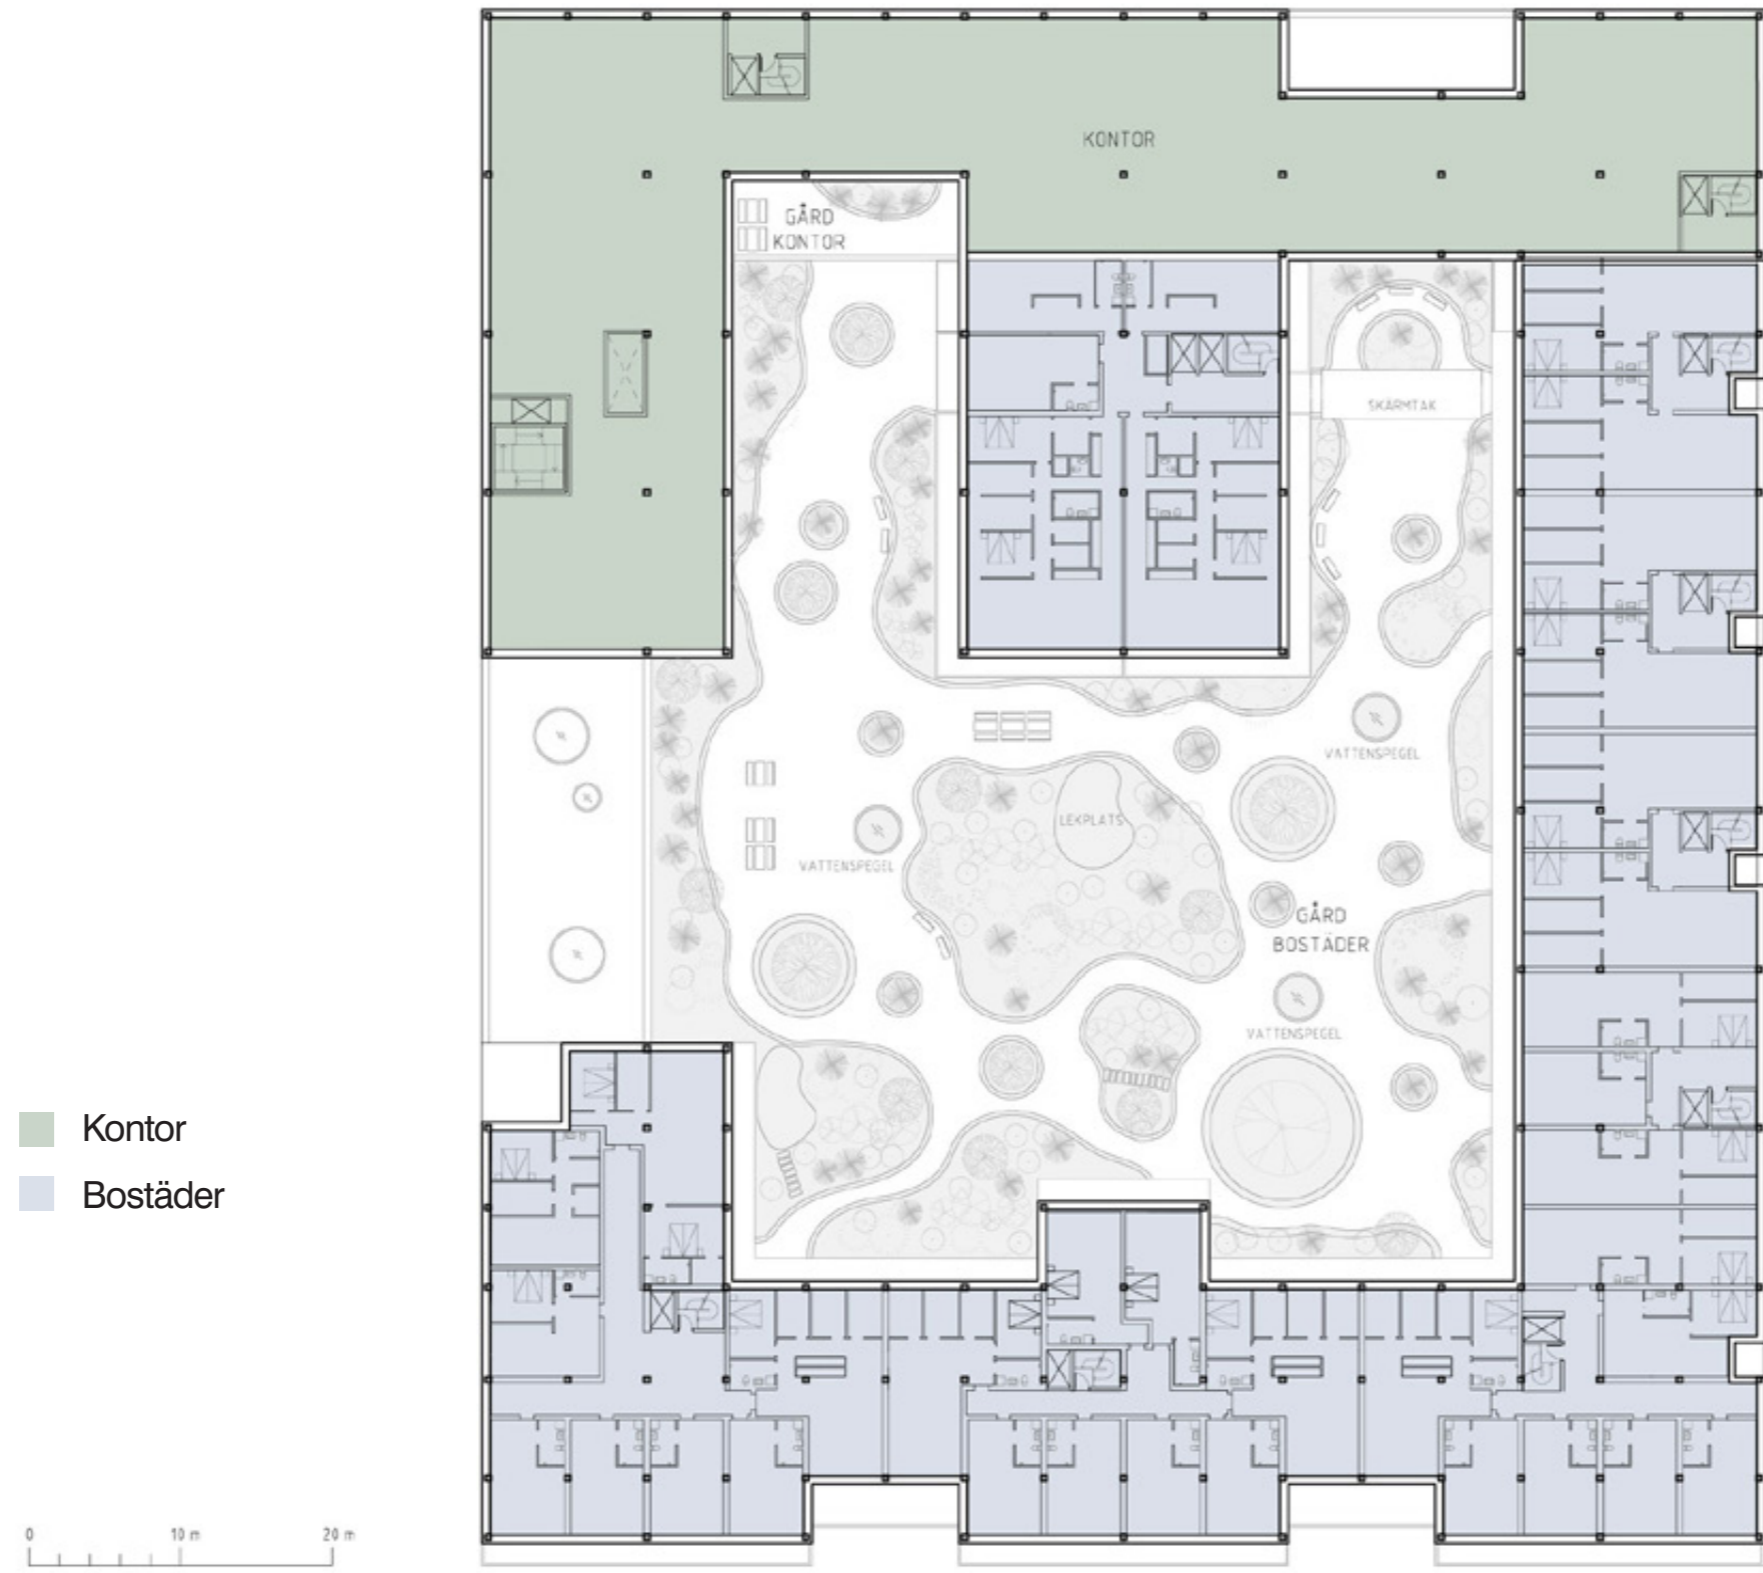 KONTOR
GÅRD
KONTOR
SKÄRMTAK
VATTENSPEGEL
LEKPLATS
VATTENSPEGEL
GÅRD
BOSTÄDER
VATTENSPEGEL
Kontor
Bostäder
0 10 m 20 m